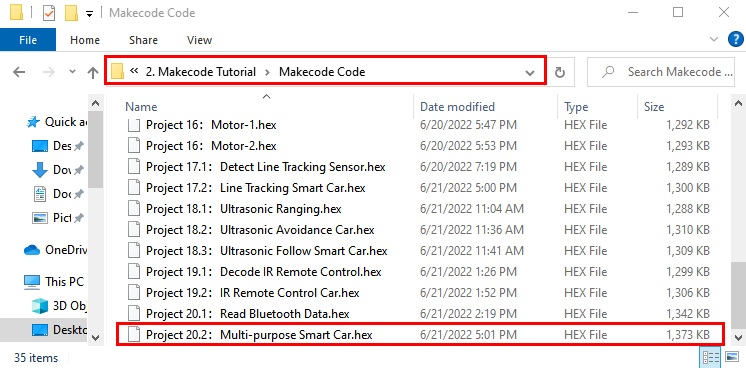 Makecode Code
File Home Share View
« 2. Makecode Tutorial > Makecode Code Search Makecode ...
Name Date modified Type Size
Quick ac
Des
Dov
Doc
Pict
OneDriv
This PC
3D Obj
Deskto
Project 16： Motor-1.hex 6/20/2022 5:47 PM HEX File 1,292 KB
Project 16： Motor-2.hex 6/20/2022 5:53 PM HEX File 1,293 KB
Project 17.1： Detect Line Tracking Sensor.hex 6/20/2022 7:19 PM HEX File 1,289 KB
Project 17.2： Line Tracking Smart Car.hex 6/21/2022 5:00 PM HEX File 1,300 KB
Project 18.1： Ultrasonic Ranging.hex 6/21/2022 11:04 AM HEX File 1,288 KB
Project 18.2： Ultrasonic Avoidance Car.hex 6/21/2022 11:36 AM HEX File 1,310 KB
Project 18.3： Ultrasonic Follow Smart Car.hex 6/21/2022 11:41 AM HEX File 1,309 KB
Project 19.1： Decode IR Remote Control.hex 6/21/2022 1:26 PM HEX File 1,299 KB
Project 19.2： IR Remote Control Car.hex 6/21/2022 1:52 PM HEX File 1,306 KB
Project 20.1： Read Bluetooth Data.hex 6/21/2022 2:19 PM HEX File 1,342 KB
Project 20.2： Multi-purpose Smart Car.hex 6/21/2022 5:01 PM HEX File 1,373 KB
35 items